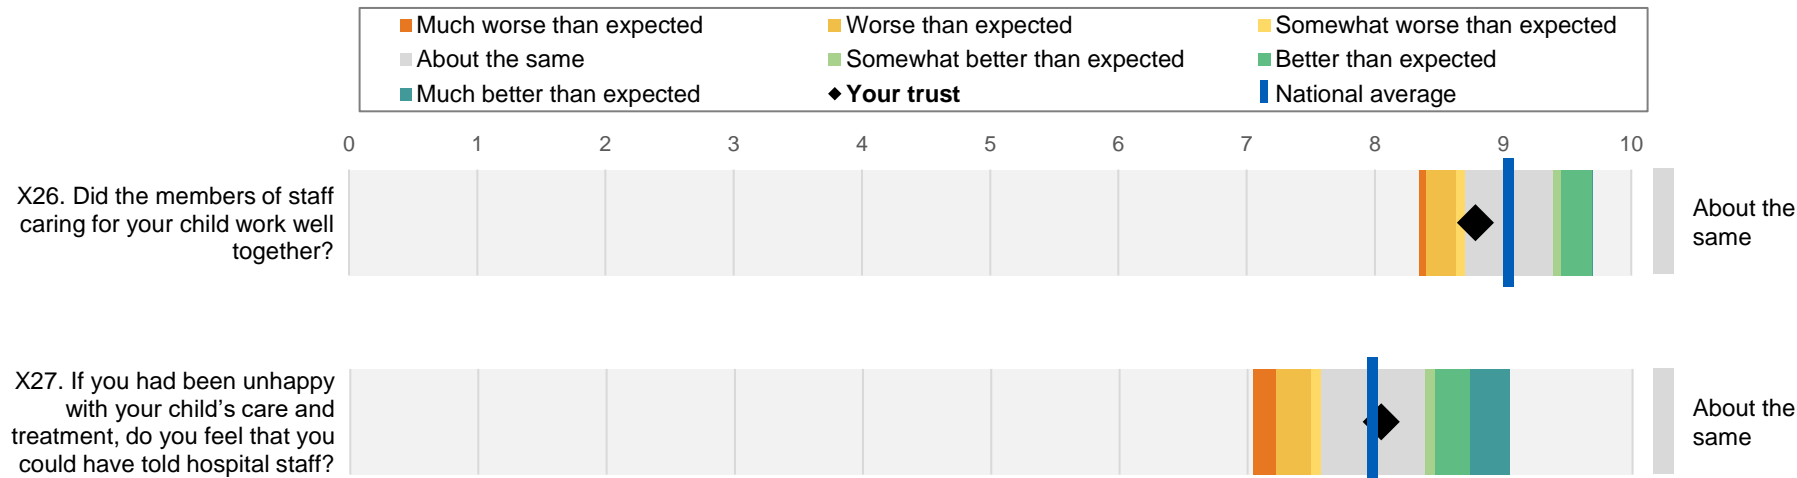 Much worse than expected
Worse than expected
Somewhat worse than expected
About the same
Somewhat better than expected
Better than expected
Much better than expected
Your trust
National average
0 1 2 3 4 5 6 7 8 9 10
X26. Did the members of staff
caring for your child work well
together?
About the
same
X27. If you had been unhappy
with your child’s care and
treatment, do you feel that you
could have told hospital staff?
About the
same